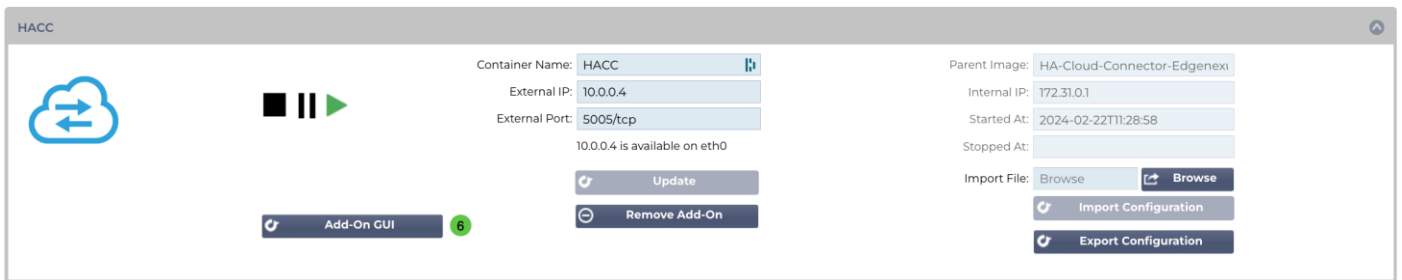 HACC
Container Name: HACC
External IP: 10.0.0.4
External Port: 5005/tcp
10.0.0.4 is available on eth0
Update
Remove Add-On
Add-On GUI 6
Parent Image: HA-Cloud-Connector-Edgenex
Internal IP: 172.31.0.1
Started At: 2024-02-22T11:28:58
Stopped At:
Import File: Browse Browse
Import Configuration
Export Configuration